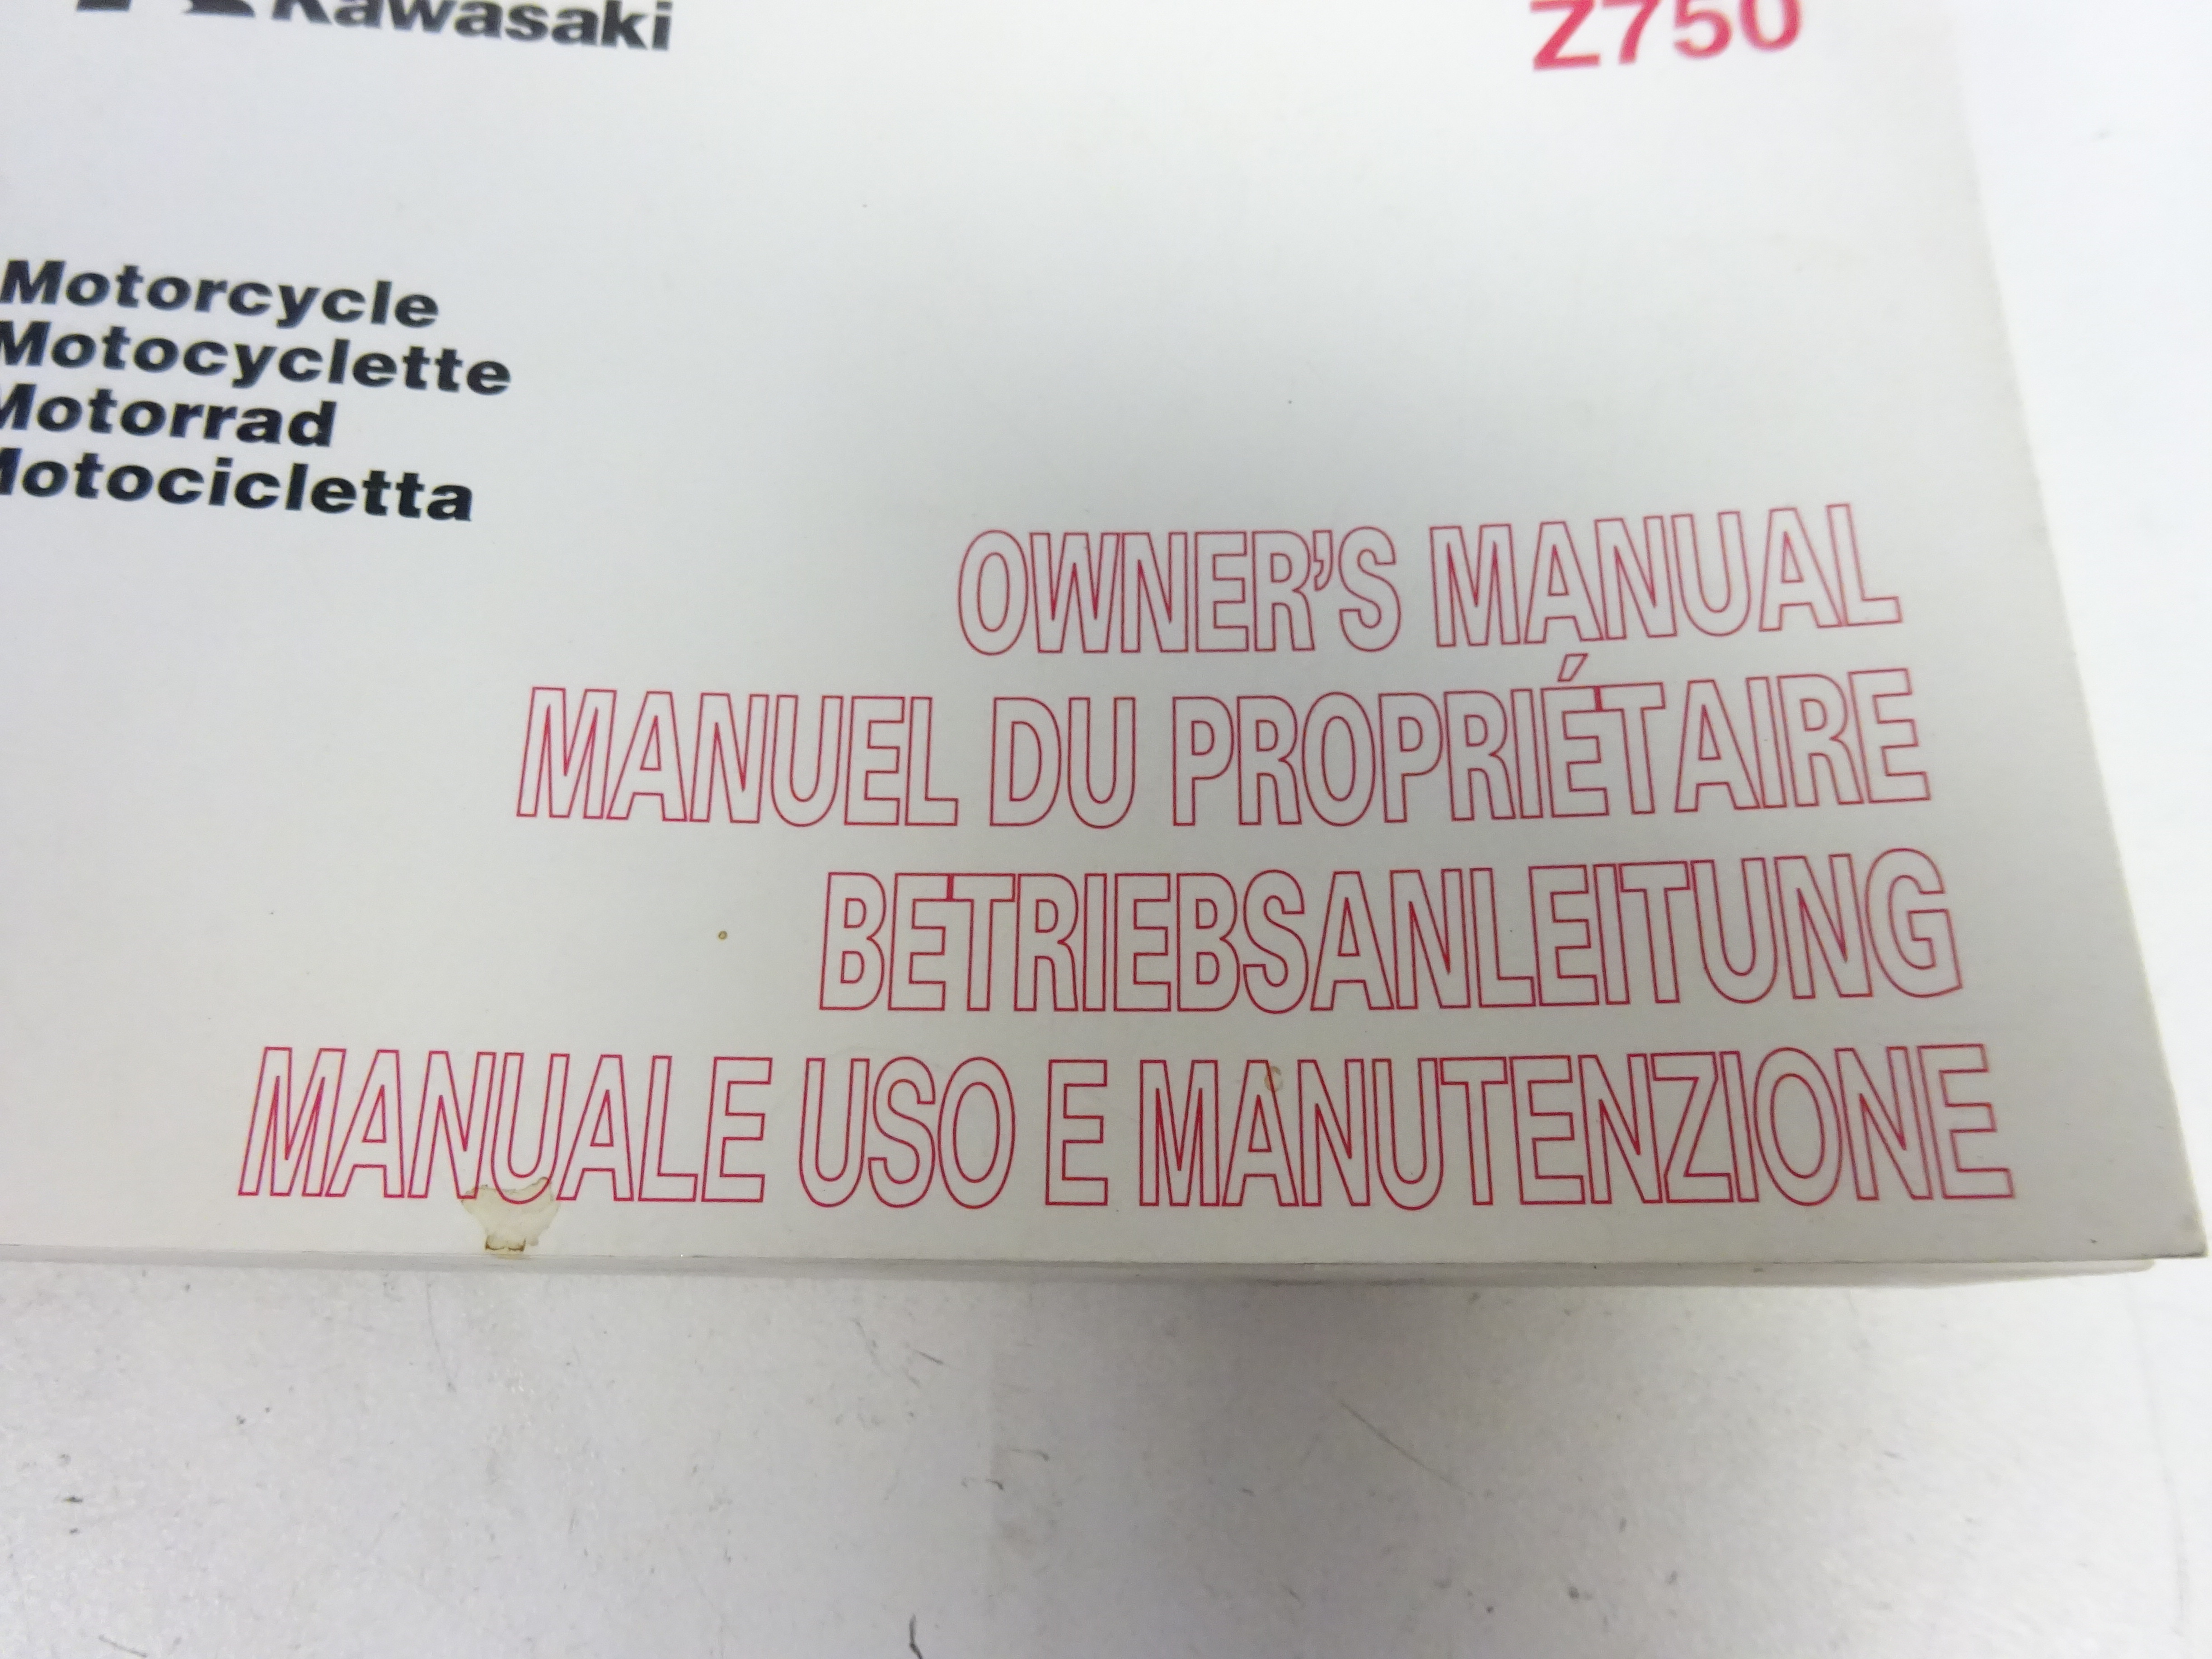 Kawasaki
Z750
Motorcycle
Motocyclette
Motorrad
Motocicletta
OWNER'S MANUAL
MANUEL DU PROPRIÉTAIRE
BETRIEBSANLEITUNG
MANUALE USO E MANUTENZIONE